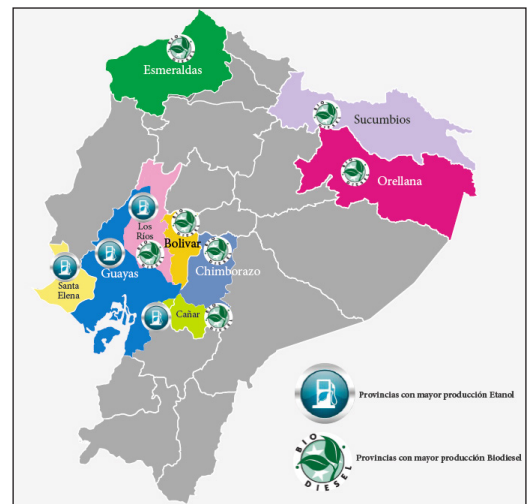 Esmeraldas
Sucumbios
Orellana
Los
Ríos
Bolivar
Guayas
Chimborazo
Santa
Elena
Cañar
Provincias con mayor producción Etanol
BIO
DIESEL
Provincias con mayor producción Biodiesel